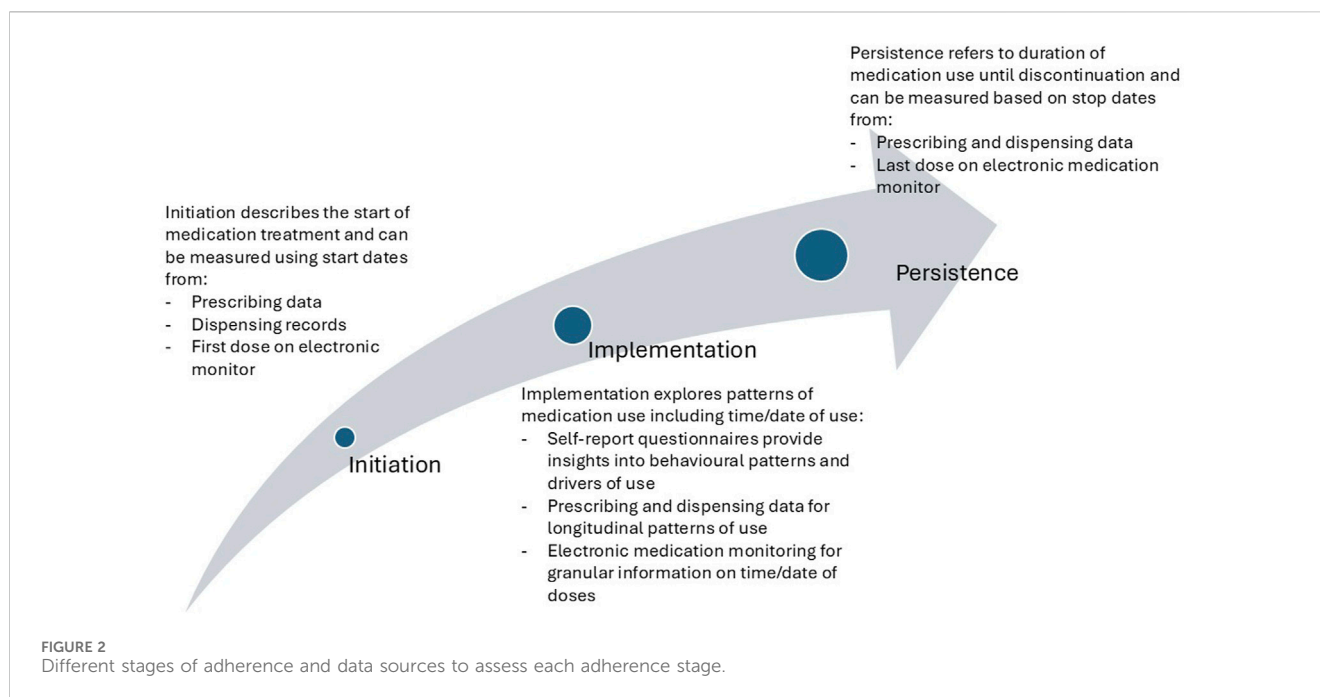 Persistence refers to duration of
medication use until discontinuation and
can be measured based on stop dates
from:
- Prescribing and dispensing data
- Last dose on electronic medication
monitor
Initiation describes the start of
medication treatment and can
be measured using start dates
from:
- Prescribing data
- Dispensing records
- First dose on electronic
monitor
Persistence
Implementation
Implementation explores patterns of
medication use including time/date of use:
- Self-report questionnaires provide
insights into behavioural patterns and
drivers of use
- Prescribing and dispensing data for
longitudinal patterns of use
- Electronic medication monitoring for
granular information on time/date of
doses
Initiation
FIGURE 2
Different stages of adherence and data sources to assess each adherence stage.